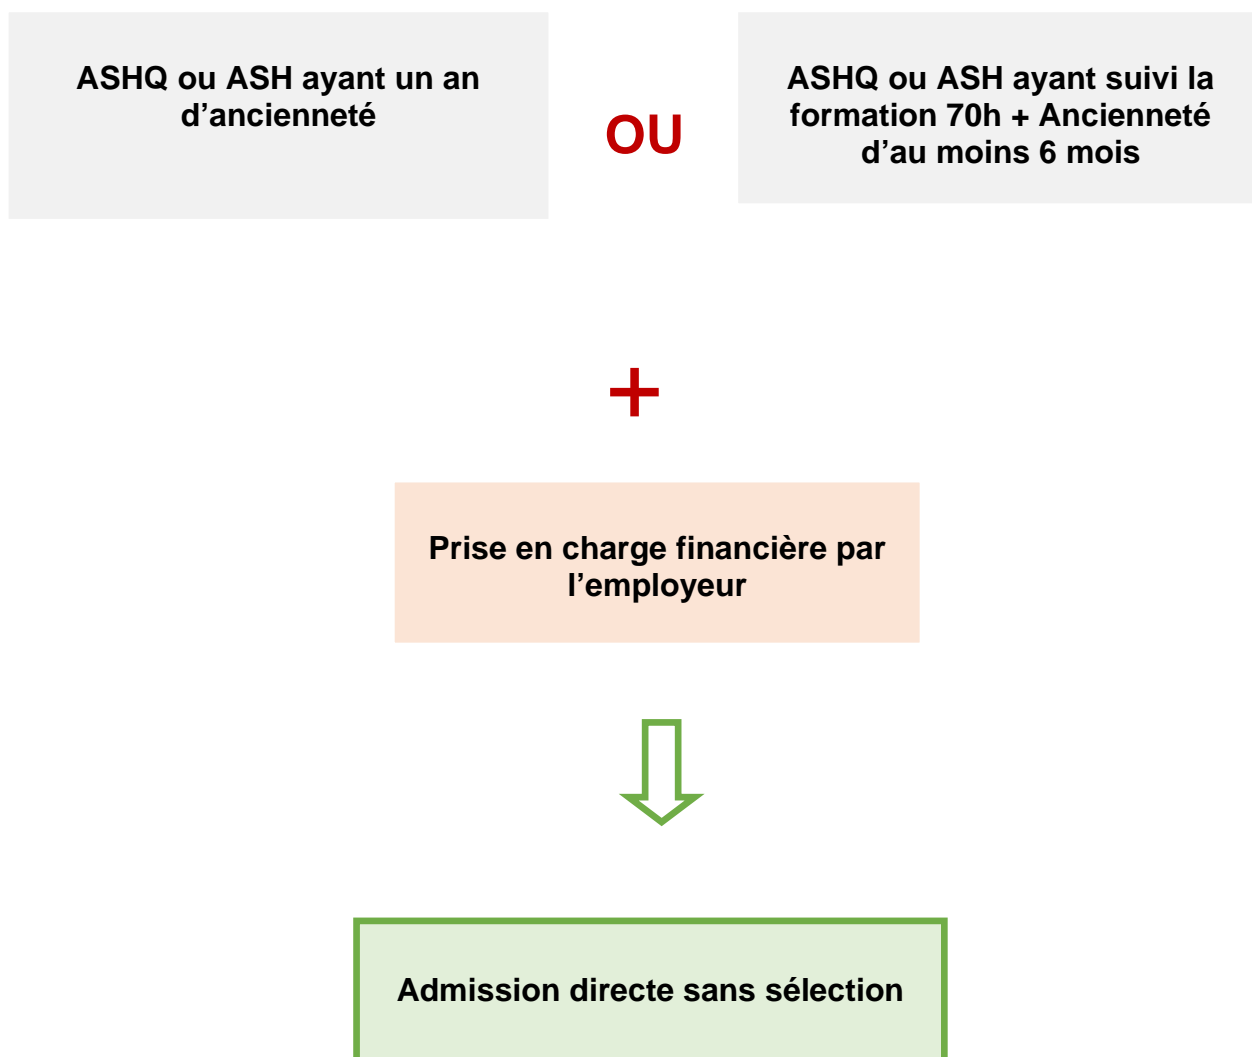 ASHQ ou ASH ayant un an
d’ancienneté
OU
ASHQ ou ASH ayant suivi la
formation 70h + Ancienneté
d’au moins 6 mois
+
Prise en charge financière par
l’employeur
Admission directe sans sélection